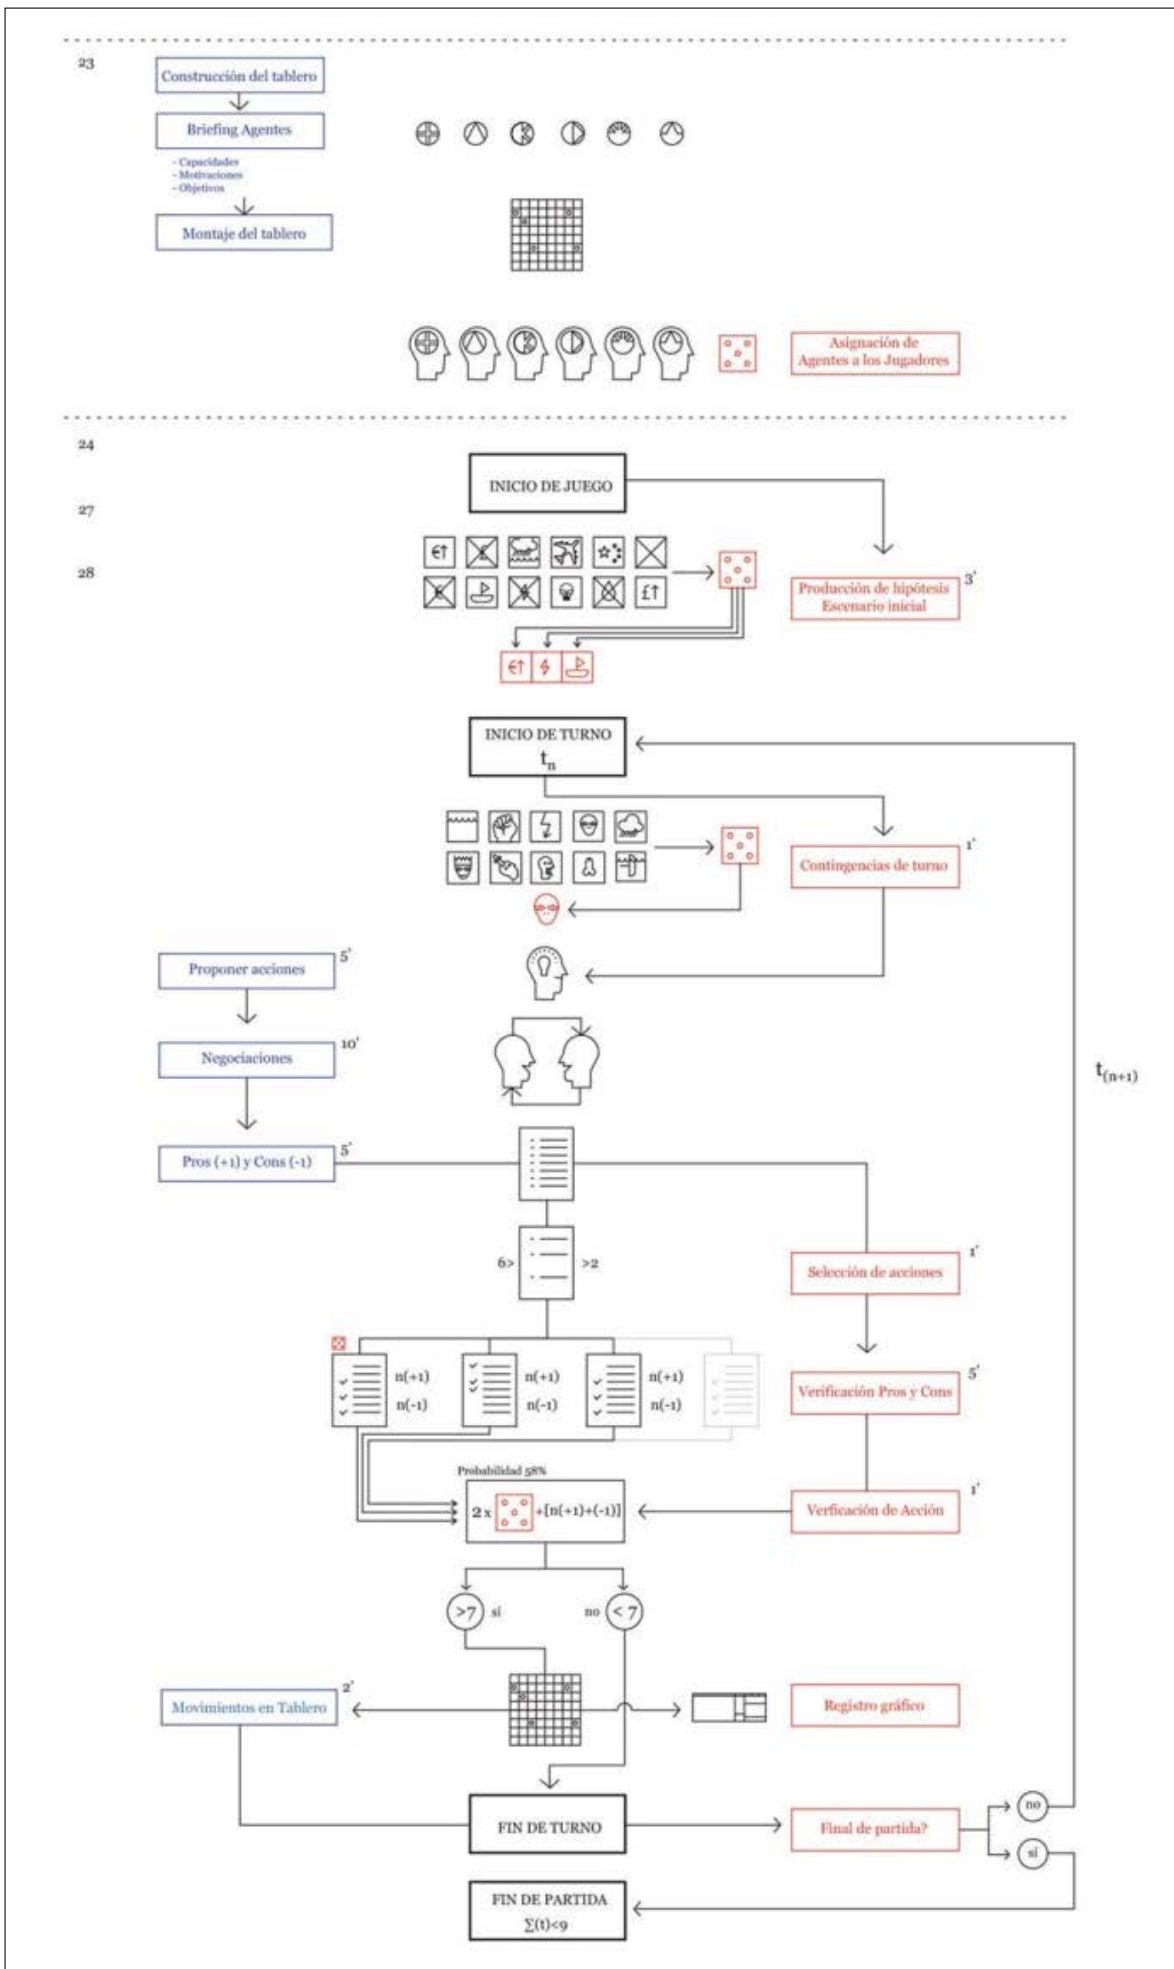 23
Construcción del tablero
Briefing Agentes
- Capacidades
- Motivaciones
- Objetivos
Montaje del tablero
Asignación de
Agentes a los Jugadores
24
INICIO DE JUEGO
27
28
€↑
£
€
£↑
Producción de hipótesis
Escenario inicial
3'
€↑
INICIO DE TURNO
tn
Contingencias de turno
1'
Proponer acciones
5'
Negociaciones
10'
t(n+1)
Pros (+1) y Cons (-1)
5'
6>
>2
Selección de acciones
1'
n(+1)
n(-1)
n(+1)
n(-1)
n(+1)
n(-1)
Verificación Pros y Cons
5'
Probabilidad 58%
2 x
+[n(+1)+(-1)]
Verficación de Acción
1'
>7
sí
no
< 7
Movimientos en Tablero
2'
Registro gráfico
FIN DE TURNO
Final de partida?
no
sí
FIN DE PARTIDA
∑(t)<9